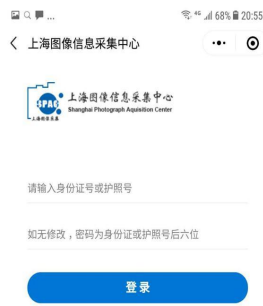 ... 46 68% 20:55
上海图像信息采集中心
SPAC
上海图像信息采集中心
Shanghai Photograph Aquisition Center
上海图采集
请输入身份证号或护照号
如无修改，密码为身份证或护照号后六位
登录